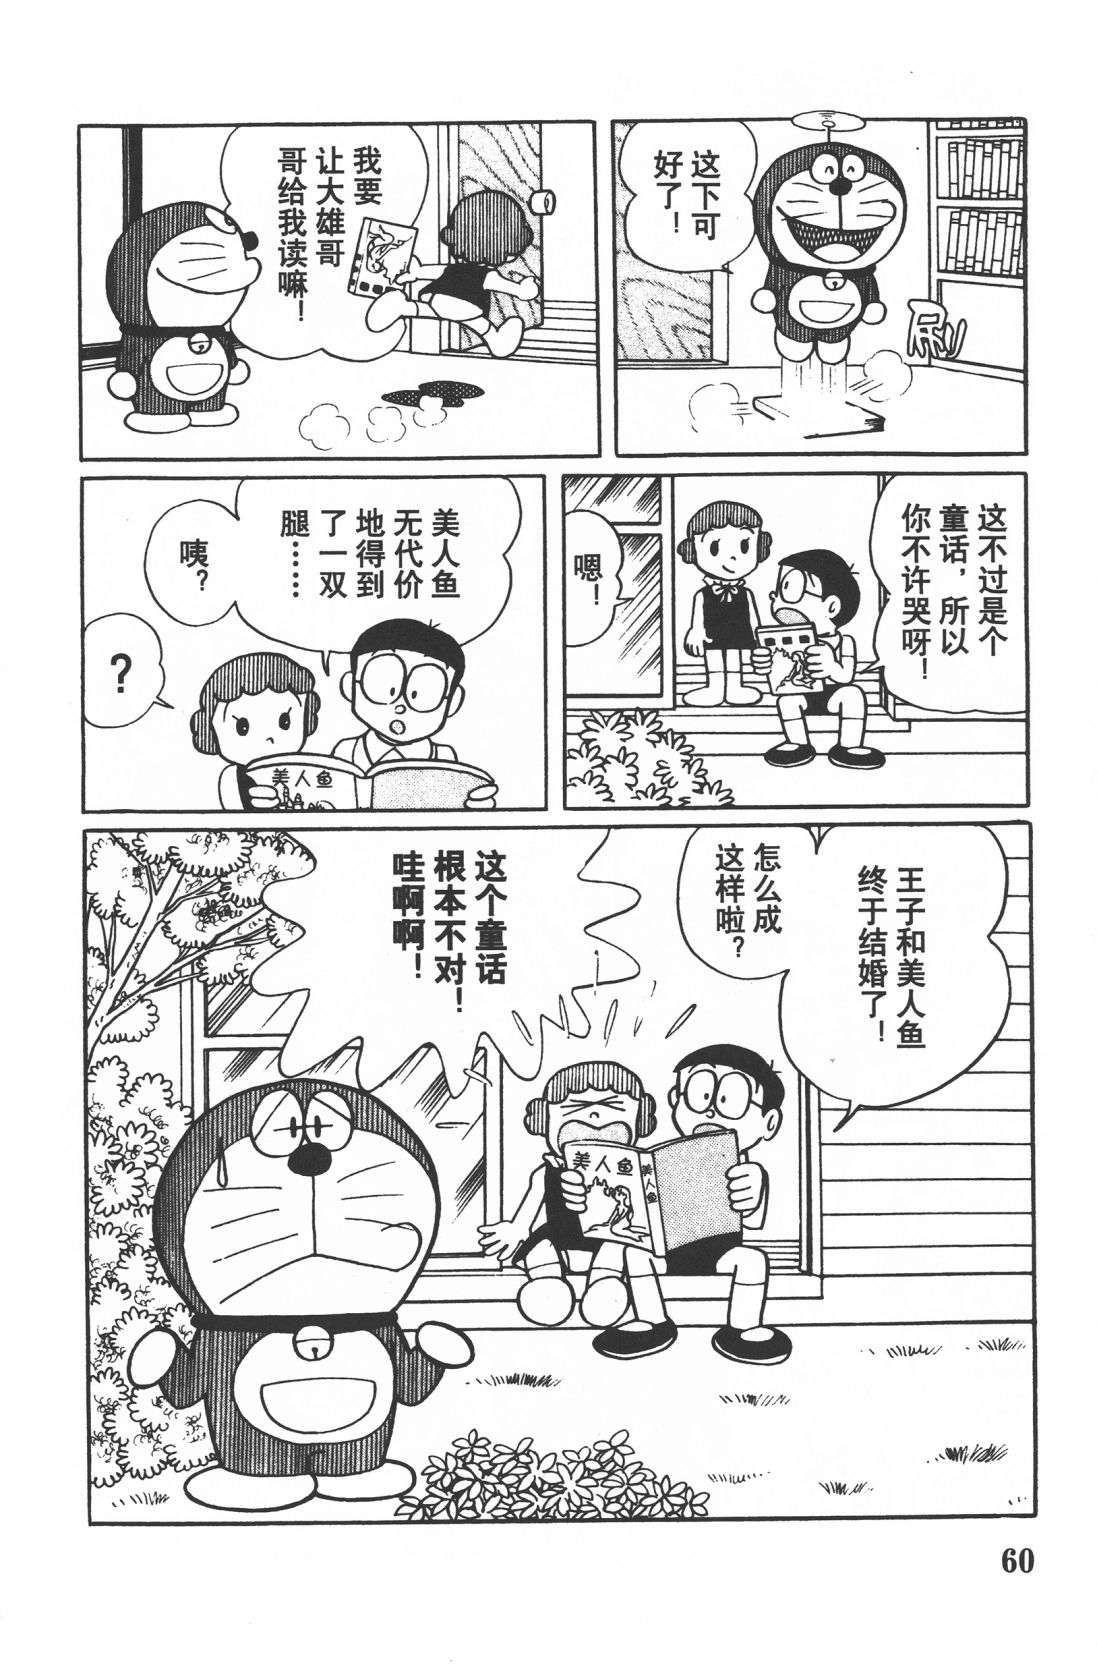 这下可
好了！
尿
我要
让大雄哥
哥给我读嘛！
这不过是个
童话，所以
你不许哭呀！
嗯！
美人鱼
无代价
地得到
了一双
腿……
咦？
？
美人鱼
王子和美人鱼
终于结婚了！
怎么成
这样啦？
这个童话
根本不对！
哇啊啊！
美人鱼
美人鱼
60